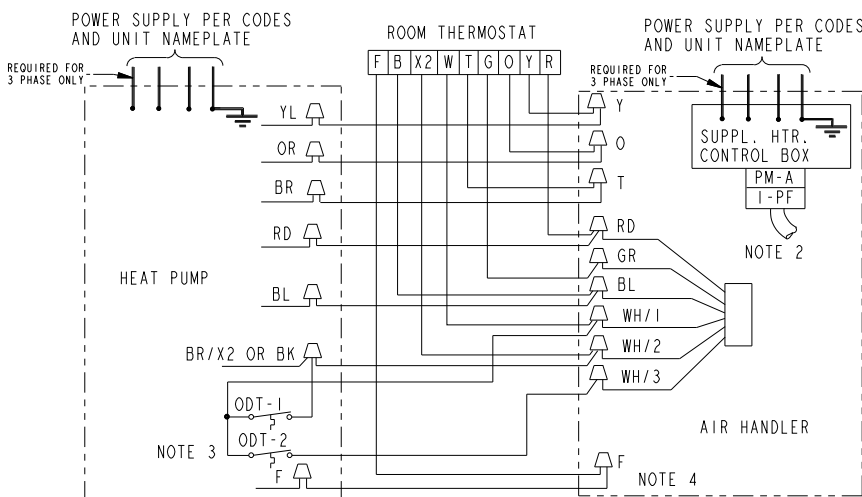 POWER SUPPLY PER CODES
AND UNIT NAMEPLATE
REQUIRED FOR
3 PHASE ONLY
ROOM THERMOSTAT
F B X2 W T G O Y R
POWER SUPPLY PER CODES
AND UNIT NAMEPLATE
REQUIRED FOR
3 PHASE ONLY
SUPPL. HTR.
CONTROL BOX
PM-A
I-PF
NOTE 2
YL
OR
BR
RD
HEAT PUMP
BL
BR/X2 OR BK
ODT-1
ODT-2
NOTE 3
F
Y
O
T
RD
GR
BL
WH/1
WH/2
WH/3
AIR HANDLER
F
NOTE 4